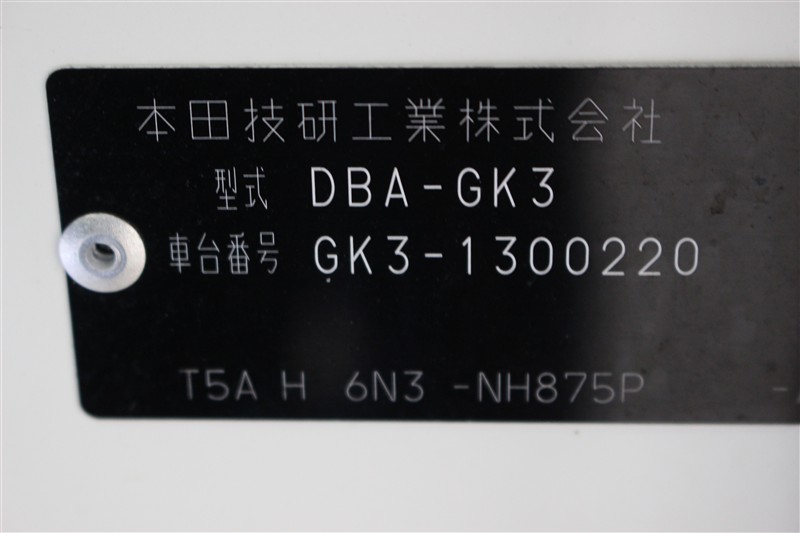 本田技研工業株式会社
型式 DBA-GK3
車台番号 GK3-1300220
T5A H 6N3 -NH875P -